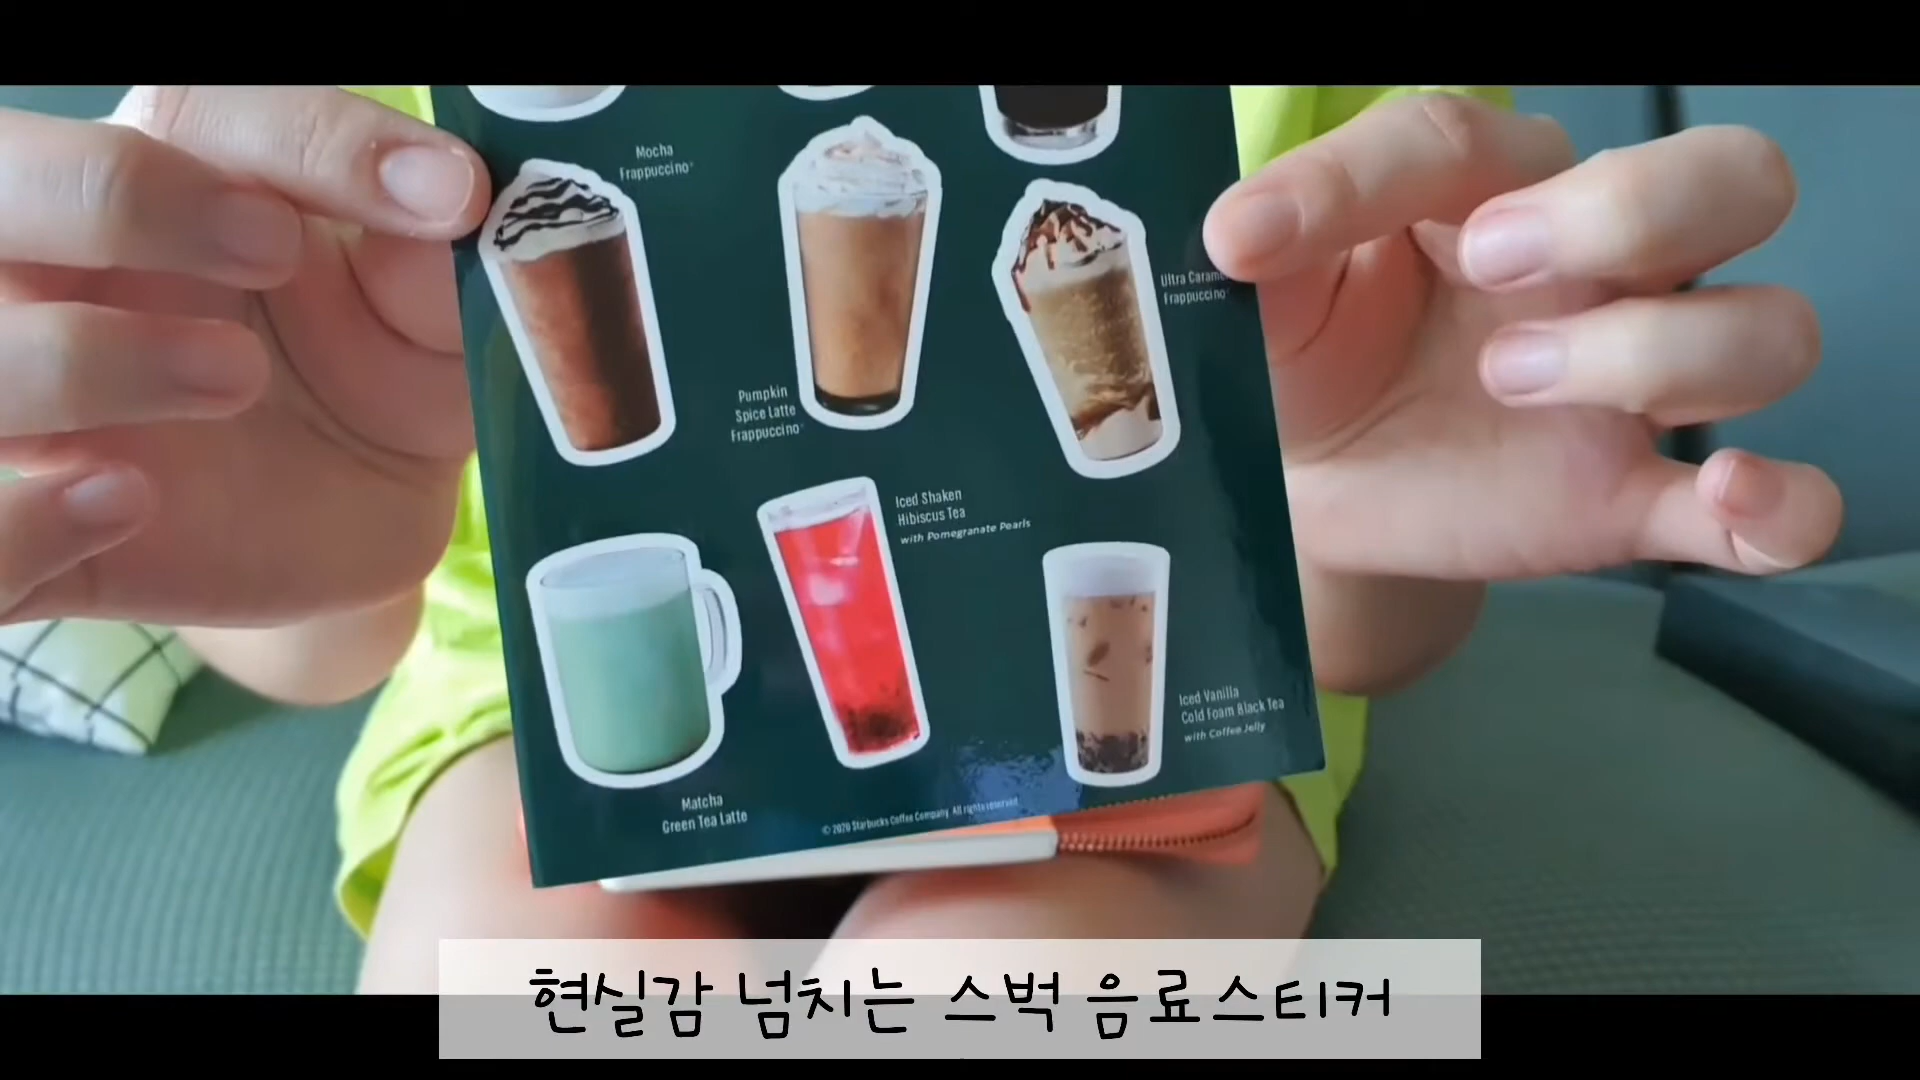 Mocha
Frappuccino
Pumpkin
Spice Latte
Frappuccino
Ultra Caramel
Frappuccino
Iced Shaken
Hibiscus Tea
with Pomegranate Pearls
Iced Vanilla
Cold Foam Black Tea
with Coffee Jelly
Matcha
Green Tea Latte
© 2020 Starbucks Coffee Company. All rights reserved.
현실감 넘치는 스벅 음료스티커